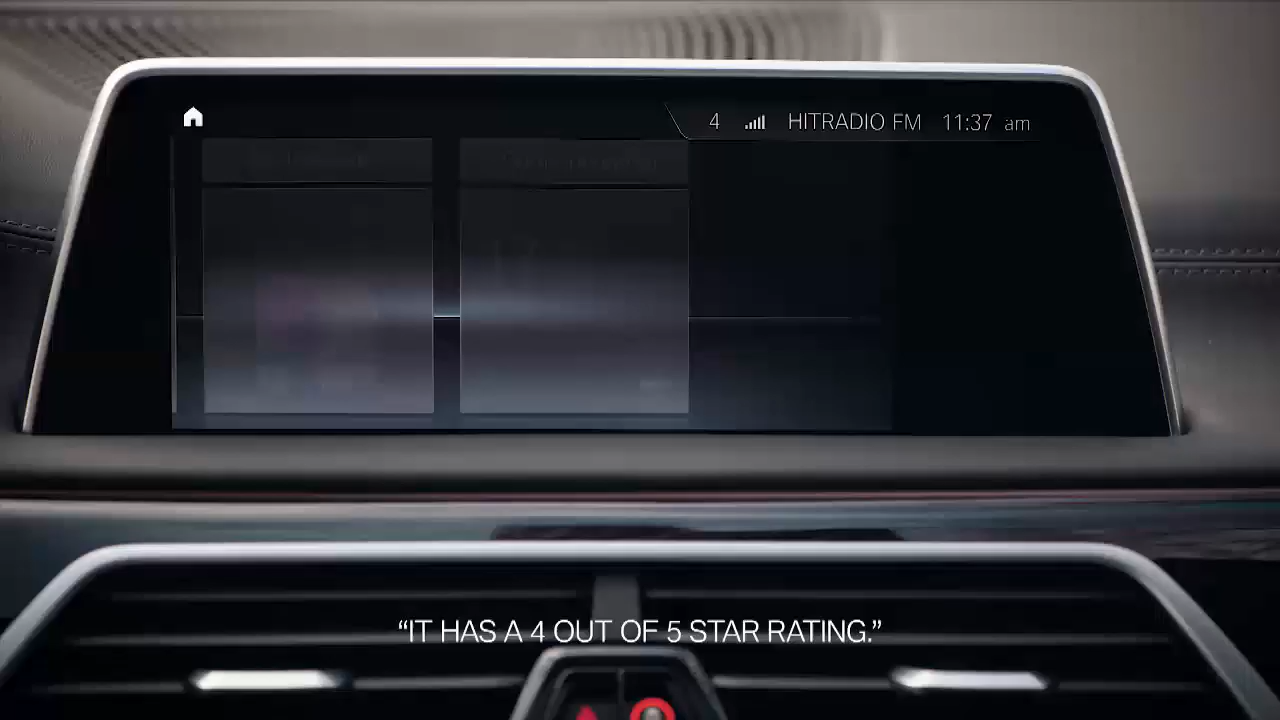 4 HITRADIO FM 11:37 am
“IT HAS A 4 OUT OF 5 STAR RATING.”